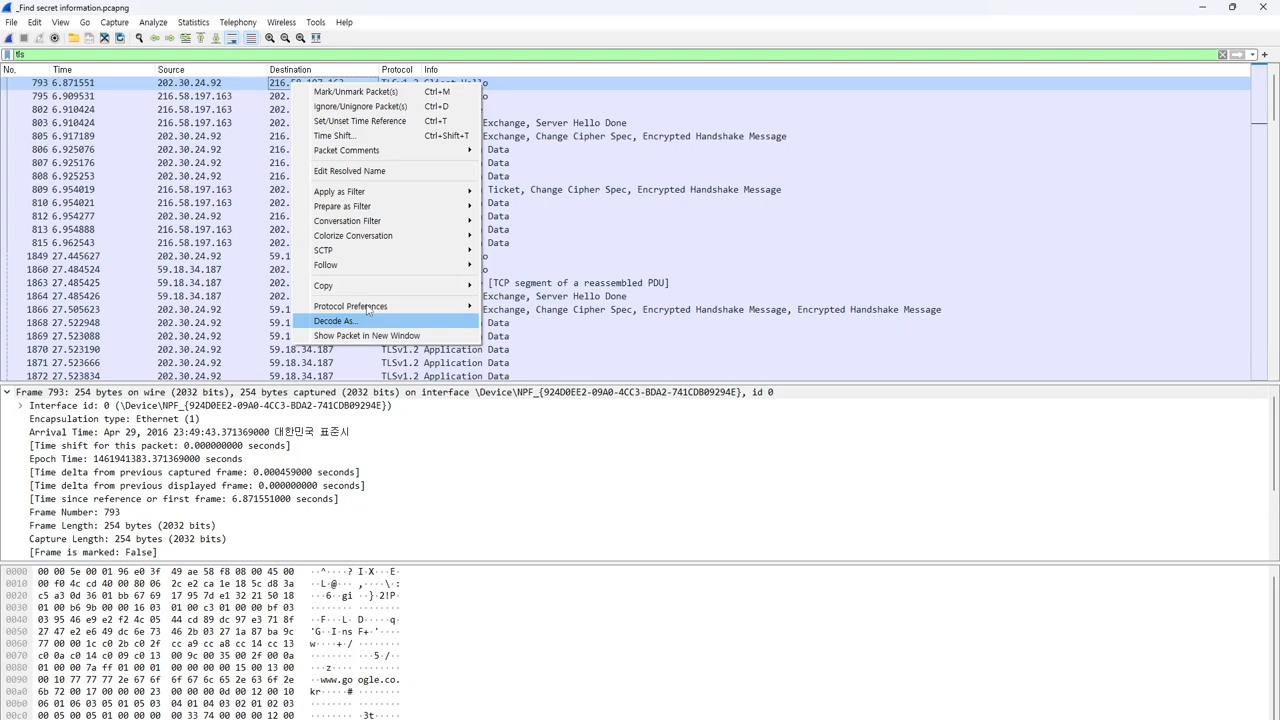 _Find secret information.pcapng
File Edit View Go Capture Analyze Statistics Telephony Wireless Tools Help
tls
No. Time Source Destination Protocol Info
793 6.871551 202.30.24.92
795 6.909531 216.58.197.163 202.
802 6.910424 216.58.197.163 202.
803 6.910424 216.58.197.163 202. Exchange, Server Hello Done
805 6.917189 202.30.24.92 216. Exchange, Change Cipher Spec, Encrypted Handshake Message
806 6.925076 202.30.24.92 216. Data
807 6.925176 202.30.24.92 216. Data
808 6.925253 202.30.24.92 216. Data
809 6.954019 216.58.197.163 202. Ticket, Change Cipher Spec, Encrypted Handshake Message
810 6.954021 216.58.197.163 202. Data
812 6.954277 202.30.24.92 216. Data
813 6.954888 216.58.197.163 202. Data
815 6.962543 216.58.197.163 202. Data
1849 27.445627 202.30.24.92 59.1
1860 27.484524 59.18.34.187 202.
1863 27.485425 59.18.34.187 202. [TCP segment of a reassembled PDU]
1864 27.485426 59.18.34.187 202. Exchange, Server Hello Done
1866 27.505623 202.30.24.92 59.1 Exchange, Change Cipher Spec, Encrypted Handshake Message, Encrypted Handshake Message
1868 27.522948 202.30.24.92 59.1 Data
1869 27.523088 202.30.24.92 59.1 Data
1870 27.523190 202.30.24.92 59.18.34.187 TLSv1.2 Application Data
1871 27.523666 202.30.24.92 59.18.34.187 TLSv1.2 Application Data
1872 27.523834 202.30.24.92 59.18.34.187 TLSv1.2 Application Data
Mark/Unmark Packet(s) Ctrl+M
Ignore/Unignore Packet(s) Ctrl+D
Set/Unset Time Reference Ctrl+T
Time Shift... Ctrl+Shift+T
Packet Comments
Edit Resolved Name
Apply as Filter
Prepare as Filter
Conversation Filter
Colorize Conversation
SCTP
Follow
Copy
Protocol Preferences
Decode As...
Show Packet in New Window
Frame 793: 254 bytes on wire (2032 bits), 254 bytes captured (2032 bits) on interface \Device\NPF_{924D0EE2-09A0-4CC3-BDA2-741CDB09294E}, id 0
Interface id: 0 (\Device\NPF_{924D0EE2-09A0-4CC3-BDA2-741CDB09294E})
Encapsulation type: Ethernet (1)
Arrival Time: Apr 29, 2016 23:49:43.371369000 대한민국 표준시
[Time shift for this packet: 0.000000000 seconds]
Epoch Time: 1461941383.371369000 seconds
[Time delta from previous captured frame: 0.000459000 seconds]
[Time delta from previous displayed frame: 0.000000000 seconds]
[Time since reference or first frame: 6.871551000 seconds]
Frame Number: 793
Frame Length: 254 bytes (2032 bits)
Capture Length: 254 bytes (2032 bits)
[Frame is marked: False]
0000 00 00 5e 00 01 96 e0 3f 49 ae 58 f8 08 00 45 00 ··^····? I·X···E·
0010 00 f0 4c cd 40 00 80 06 2c e2 ca 1e 18 5c d8 3a ··L·@··· ,····\·:
0020 c5 a3 0d 36 01 bb 67 69 17 95 7d e1 32 21 50 18 ···6··gi ··}·2!P·
0030 01 00 b6 9b 00 00 16 03 01 00 c3 01 00 00 bf 03 ········ ········
0040 03 95 46 e9 e2 f2 4c 05 44 cd 89 dc 97 e3 71 8f ··F···L· D·····q·
0050 27 47 e2 e6 49 dc 6e 73 46 2b 03 27 1a 87 ba 9c 'G··I·ns F+·'····
0060 77 00 00 1c c0 2b c0 2f cc a9 cc a8 cc 14 cc 13 w····+·/ ········
0070 c0 0a c0 14 c0 09 c0 13 00 9c 00 35 00 2f 00 0a ········ ···5·/··
0080 01 00 00 7a ff 01 00 01 00 00 00 00 15 00 13 00 ···z···· ········
0090 00 10 77 77 77 2e 67 6f 6f 67 6c 65 2e 63 6f 2e ··www.go ogle.co.
00a0 6b 72 00 17 00 00 00 23 00 00 00 0d 00 12 00 10 kr·····# ········
00b0 06 01 06 03 05 01 05 03 04 01 04 03 02 01 02 03 ········ ········
00c0 00 05 00 05 01 00 00 00 00 33 74 00 00 00 12 00 ········ ·3t·····